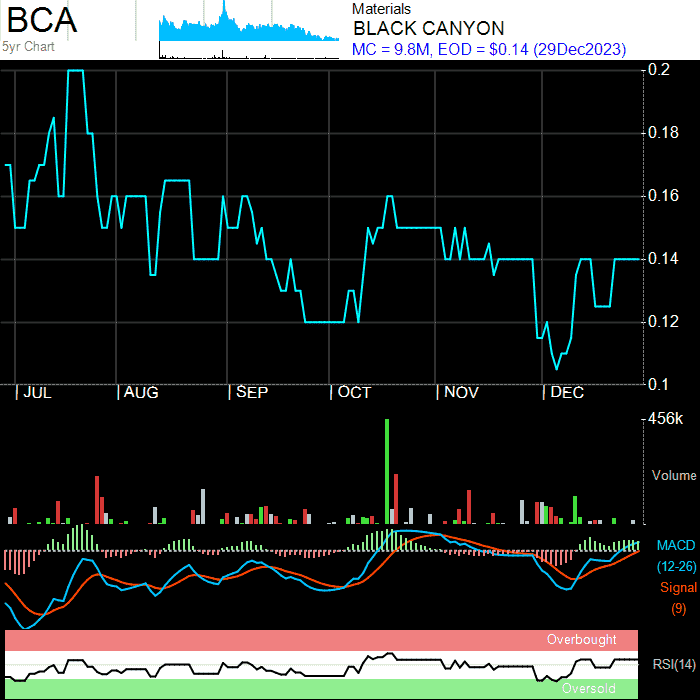 BCA
5yr Chart
Materials
BLACK CANYON
MC = 9.8M, EOD = $0.14 (29Dec2023)
0.2
0.18
0.16
0.14
0.12
0.1
JUL AUG SEP OCT NOV DEC
456k
Volume
MACD
(12-26)
Signal
(9)
Overbought
RSI(14)
Oversold